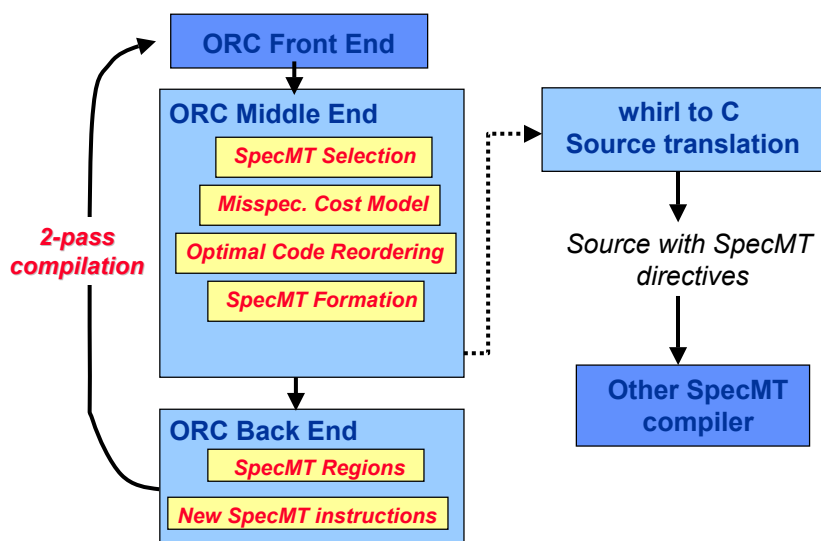 ORC Front End
ORC Middle End
SpecMT Selection
Misspec. Cost Model
Optimal Code Reordering
SpecMT Formation
2-pass
compilation
ORC Back End
SpecMT Regions
New SpecMT instructions
whirl to C
Source translation
Source with SpecMT
directives
Other SpecMT
compiler